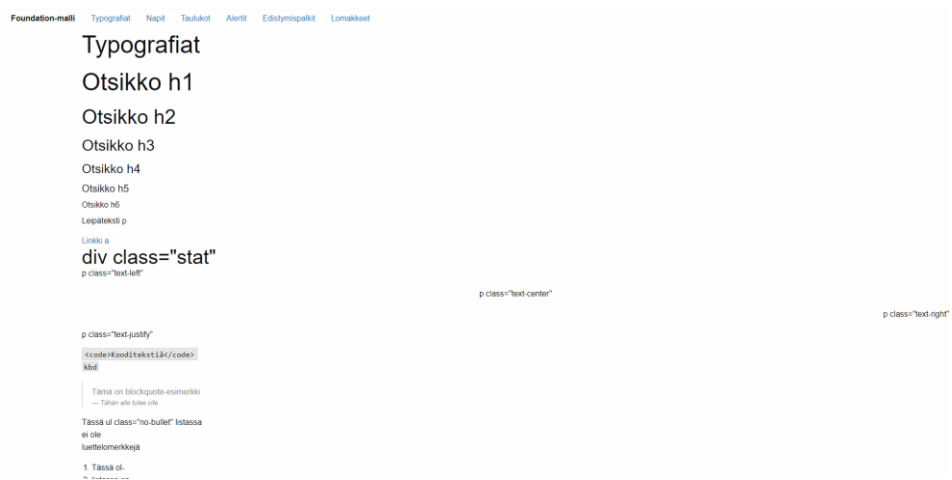 Foundation-malli Typografiat Napit Taulukot Alertit Edistymispalkit Lomakkeet
Typografiat
Otsikko h1
Otsikko h2
Otsikko h3
Otsikko h4
Otsikko h5
Otsikko h6
Leipäteksti p
Linkki a
div class="stat"
p class="text-left"
p class="text-center"
p class="text-right"
p class="text-justify"
<code>Kooditekstiä</code>
kbd
Tämä on blockquote-esimerkki
— Tähän alle tulee cite
Tässä ul class="no-bullet" listassa
ei ole
luettelomerkkejä
1. Tässä ol-
2. listassa on